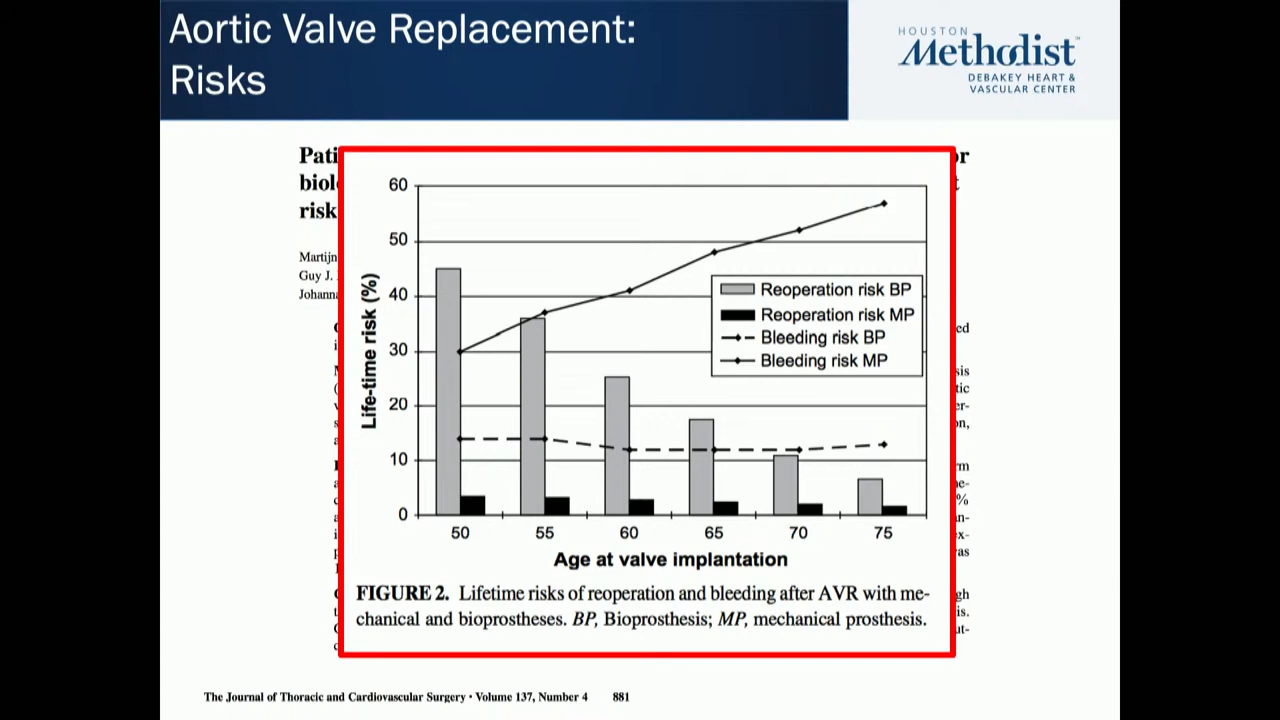 Aortic Valve Replacement:
Risks
HOUSTON
Methodist
DEBAKEY HEART &
VASCULAR CENTER
risk
Martijn
Guy J.
60
50
40
30
20
10
0
Life-time risk (%)
Reoperation risk BP
Reoperation risk MP
Bleeding risk BP
Bleeding risk MP
50 55 60 65 70 75
Age at valve implantation
FIGURE 2. Lifetime risks of reoperation and bleeding after AVR with me-
chanical and bioprostheses. BP, Bioprosthesis; MP, mechanical prosthesis.
The Journal of Thoracic and Cardiovascular Surgery • Volume 137, Number 4 881